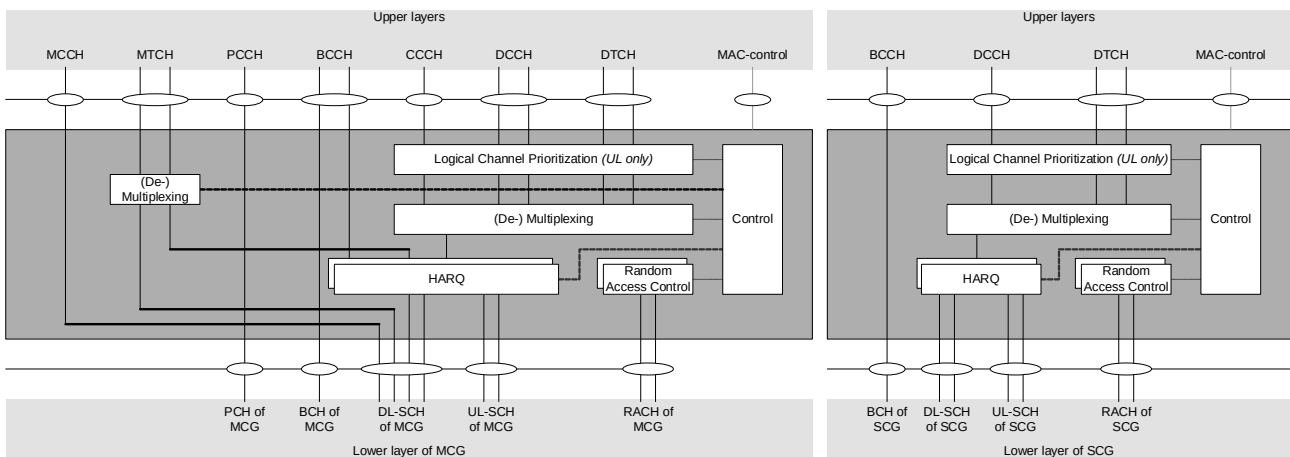 Upper layers
MCCH MTCH PCCH BCCH CCCH DCCH DTCH MAC-control
Logical Channel Prioritization (UL only)
(De-)
Multiplexing
(De-) Multiplexing
Control
HARQ
Random
Access Control
PCH of
MCG
BCH of
MCG
DL-SCH
of MCG
UL-SCH
of MCG
RACH of
MCG
Lower layer of MCG
Upper layers
BCCH DCCH DTCH MAC-control
Logical Channel Prioritization (UL only)
(De-) Multiplexing
Control
HARQ
Random
Access Control
BCH of
SCG
DL-SCH
of SCG
UL-SCH
of SCG
RACH of
SCG
Lower layer of SCG